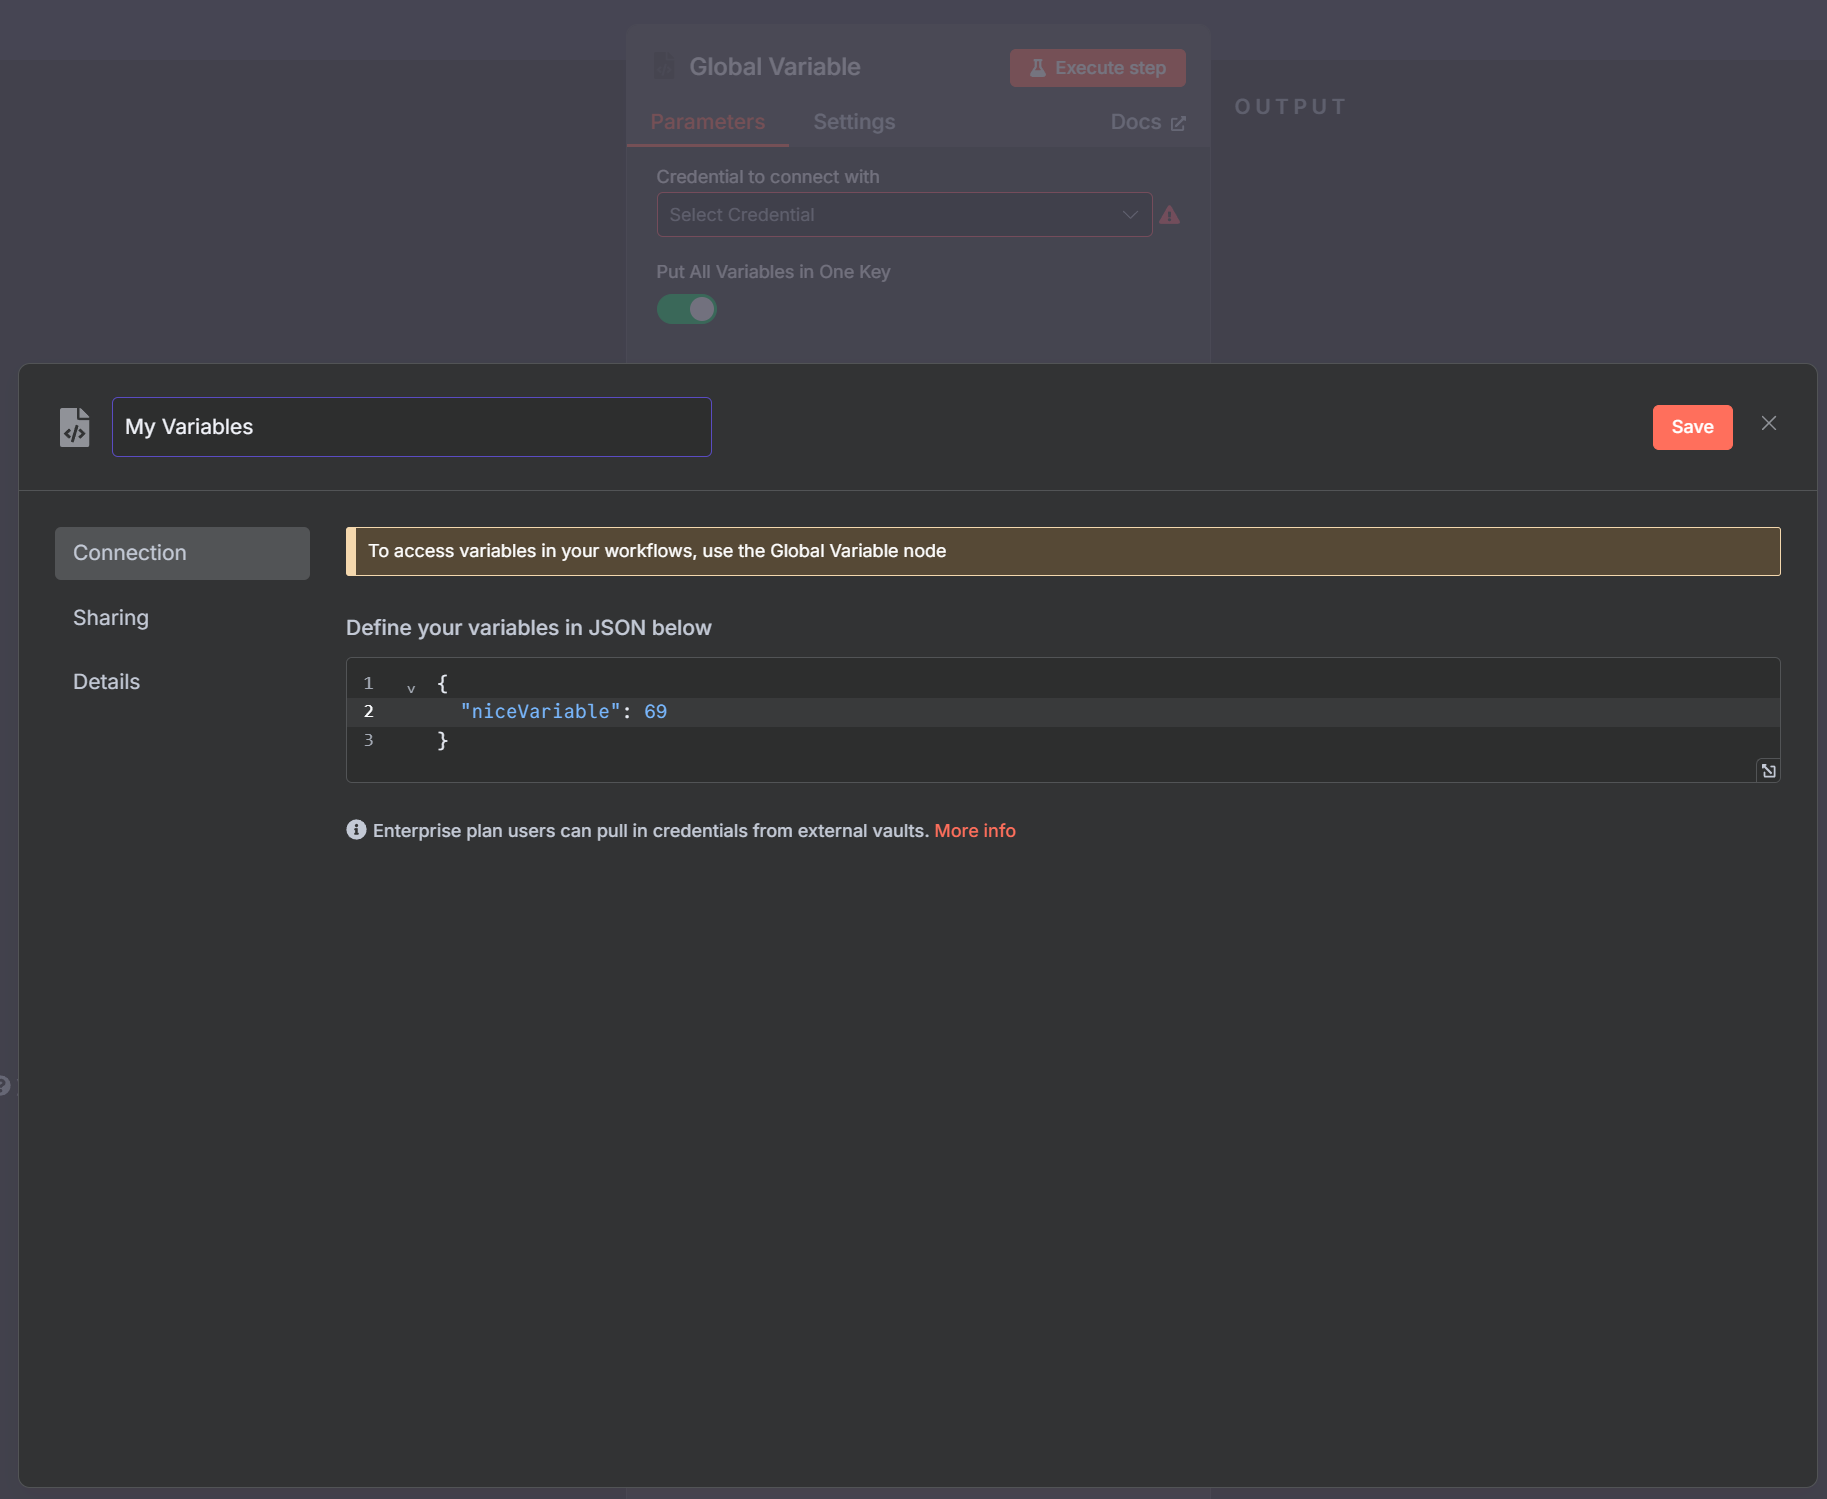 Global Variable
Execute step
Parameters
Settings
Docs
OUTPUT
Credential to connect with
Select Credential
Put All Variables in One Key
My Variables
Save
Connection
Sharing
Details
To access variables in your workflows, use the Global Variable node
Define your variables in JSON below
1 {
2 "niceVariable": 69
3 }
Enterprise plan users can pull in credentials from external vaults. More info